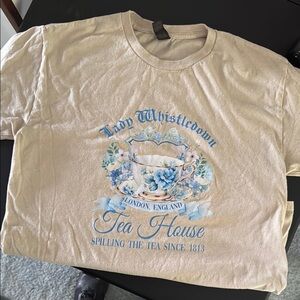 Lady Whistledown
LONDON, ENGLAND
Tea House
SPILLING THE TEA SINCE 1813